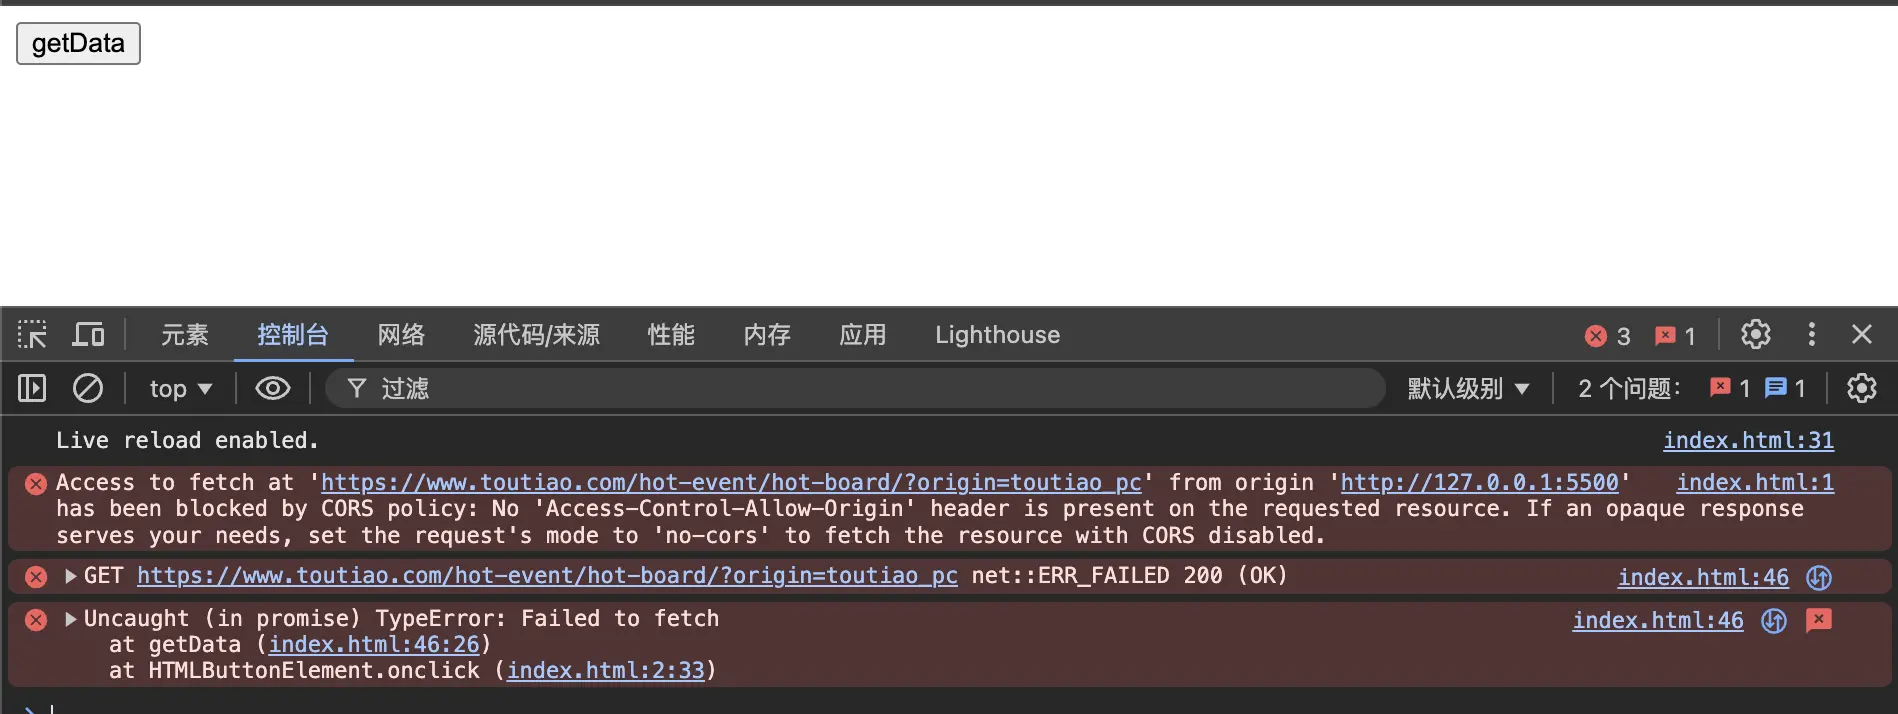 getData
元素 控制台 网络 源代码/来源 性能 内存 应用 Lighthouse 3 1
top 过滤 默认级别 2 个问题: 1 1
Live reload enabled. index.html:31
Access to fetch at 'https://www.toutiao.com/hot-event/hot-board/?origin=toutiao_pc' from origin 'http://127.0.0.1:5500' index.html:1
has been blocked by CORS policy: No 'Access-Control-Allow-Origin' header is present on the requested resource. If an opaque response
serves your needs, set the request's mode to 'no-cors' to fetch the resource with CORS disabled.
GET https://www.toutiao.com/hot-event/hot-board/?origin=toutiao_pc net::ERR_FAILED 200 (OK) index.html:46
Uncaught (in promise) TypeError: Failed to fetch index.html:46
at getData (index.html:46:26)
at HTMLButtonElement.onclick (index.html:2:33)